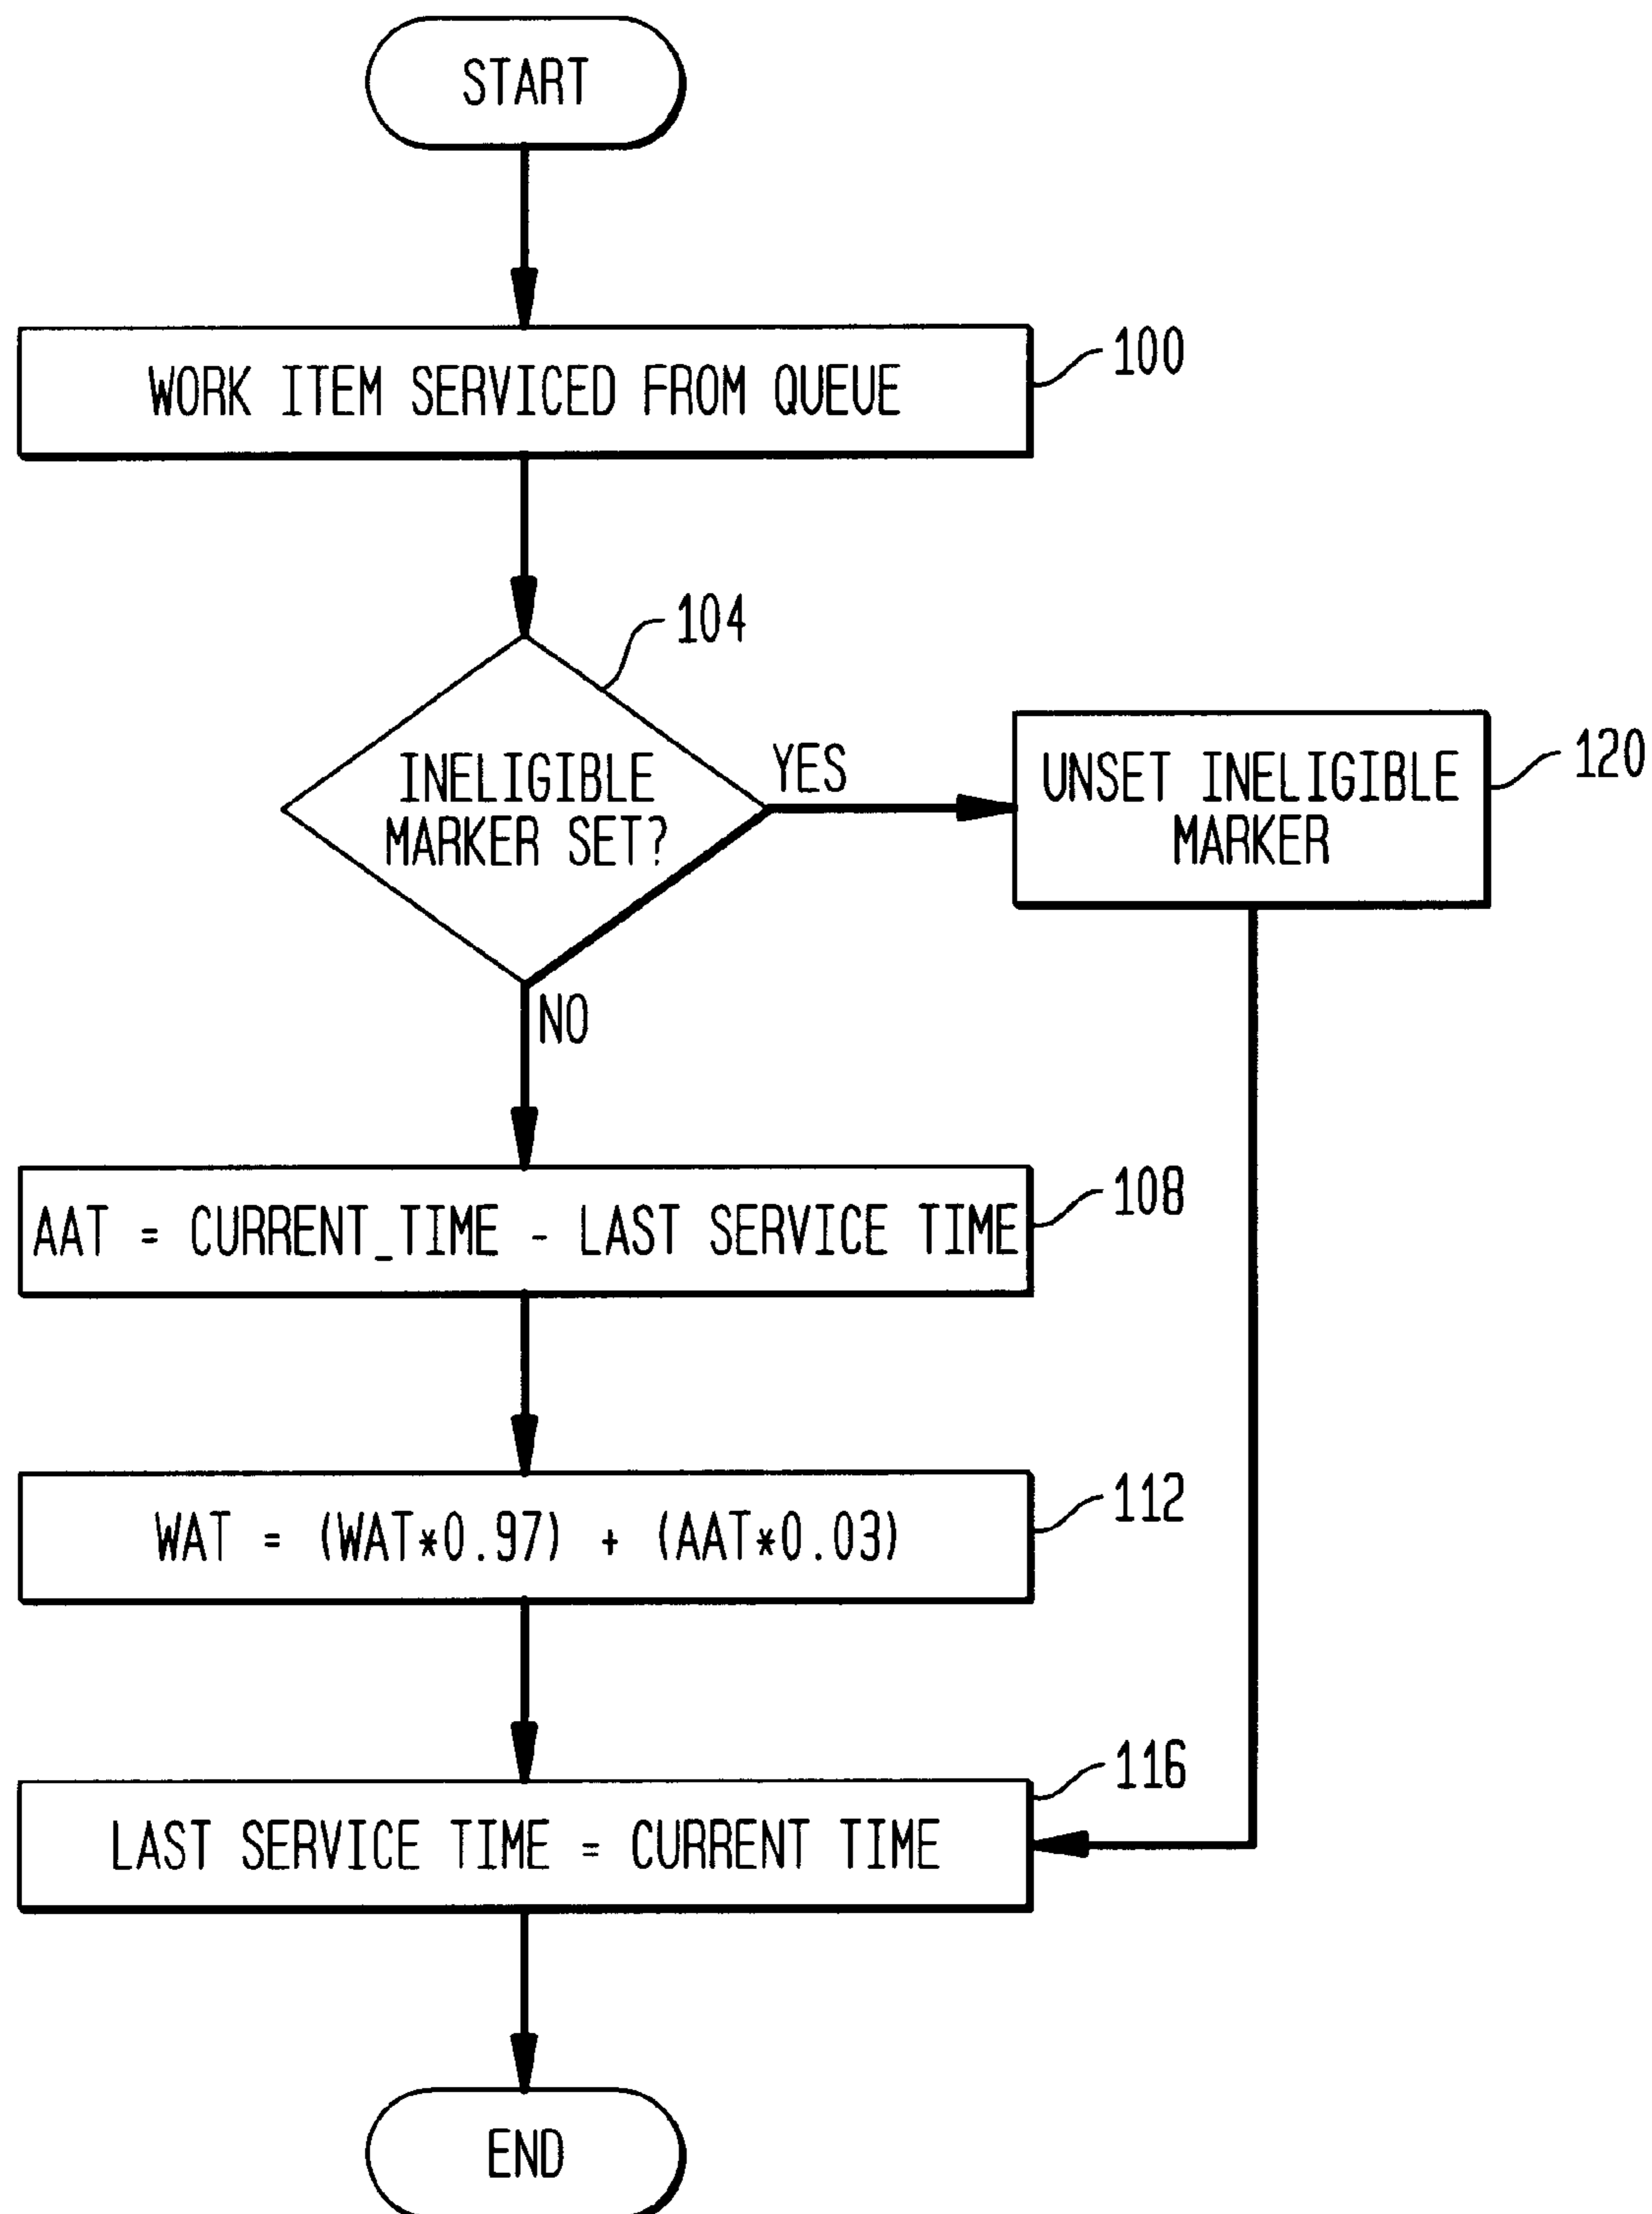 START
WORK ITEM SERVICED FROM QUEUE
100
104
INELIGIBLE
MARKER SET?
YES
UNSET INELIGIBLE
MARKER
120
NO
AAT = CURRENT_TIME - LAST SERVICE TIME
108
WAT = (WAT*0.97) + (AAT*0.03)
112
LAST SERVICE TIME = CURRENT TIME
116
END